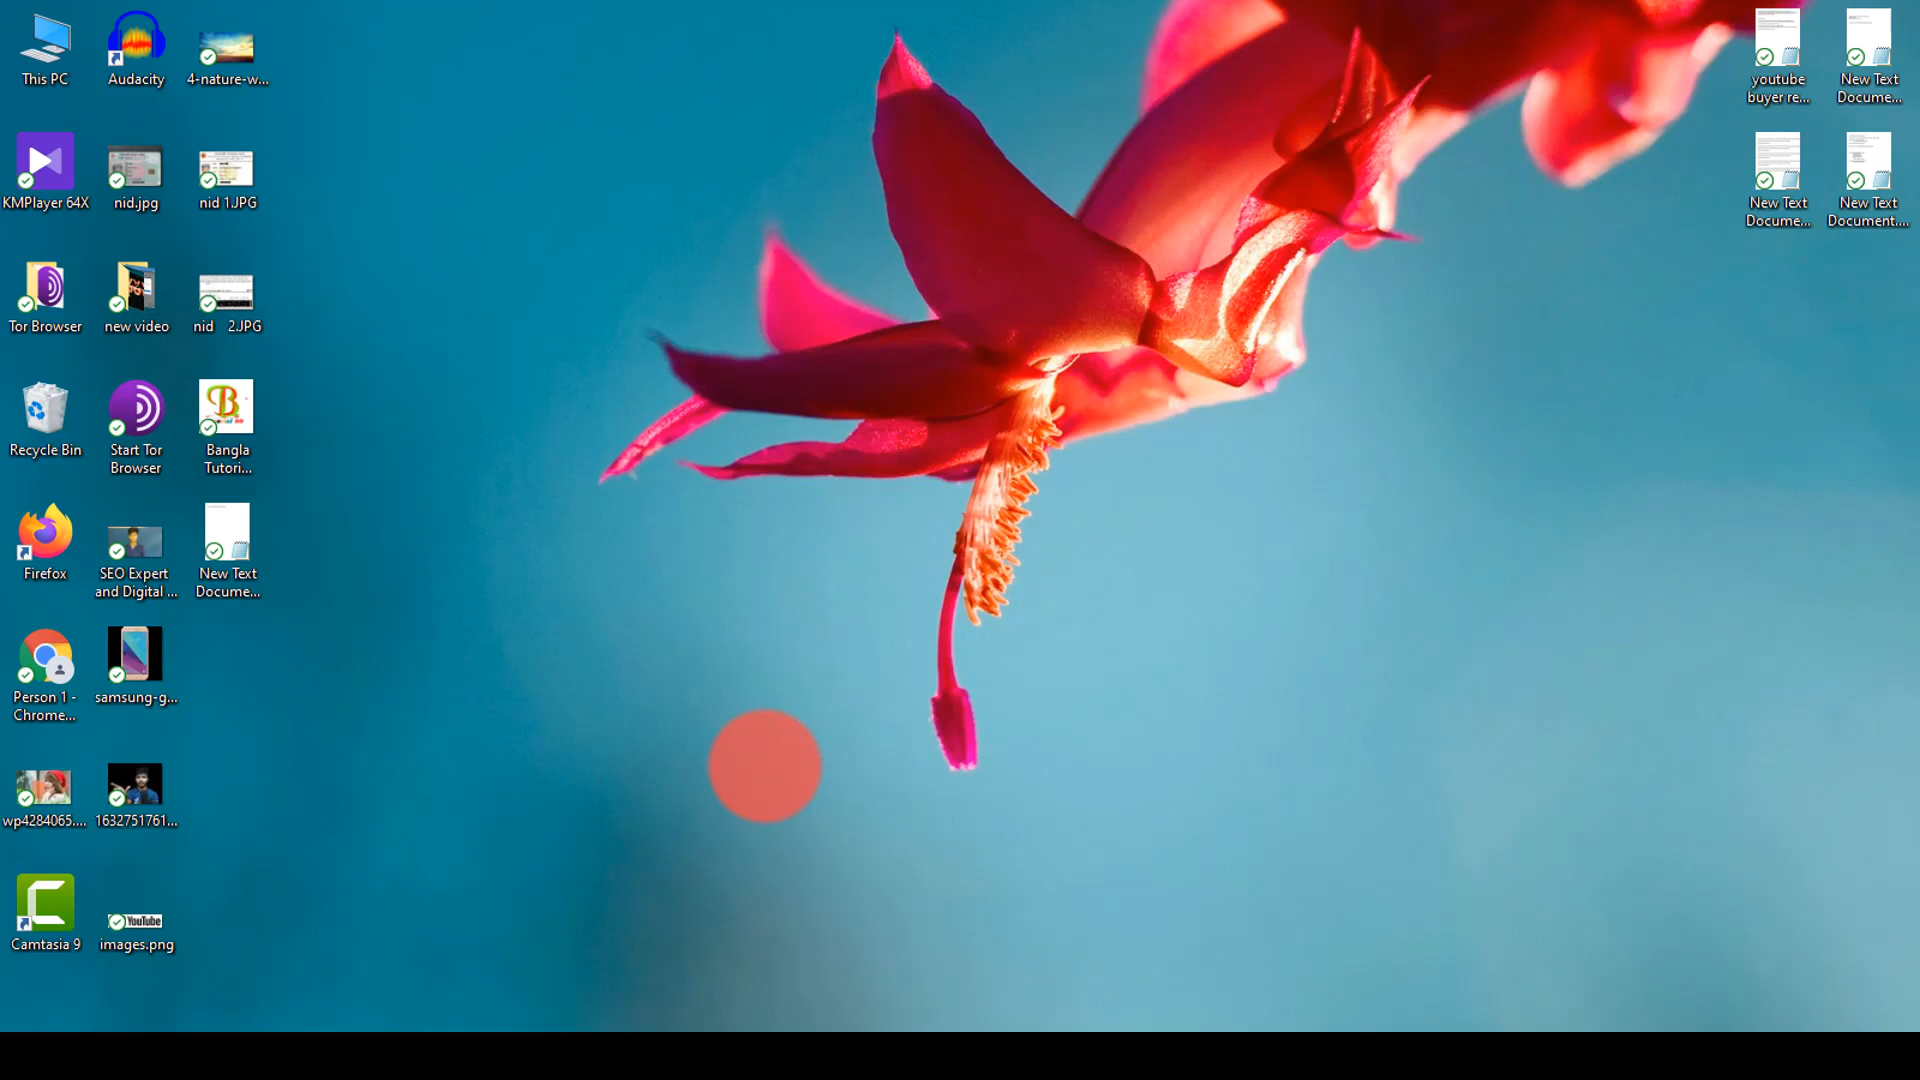 This PC
Audacity
4-nature-w...
KMPlayer 64X
nid.jpg
nid 1.JPG
Tor Browser
new video
nid 2.JPG
Recycle Bin
Start Tor
Browser
Bangla
Tutori...
Firefox
SEO Expert
and Digital ...
New Text
Docume...
Person 1 -
Chrome...
samsung-g...
wp4284065....
1632751761...
Camtasia 9
YouTube
images.png
youtube
buyer re...
New Text
Docume...
New Text
Docume...
New Text
Document....